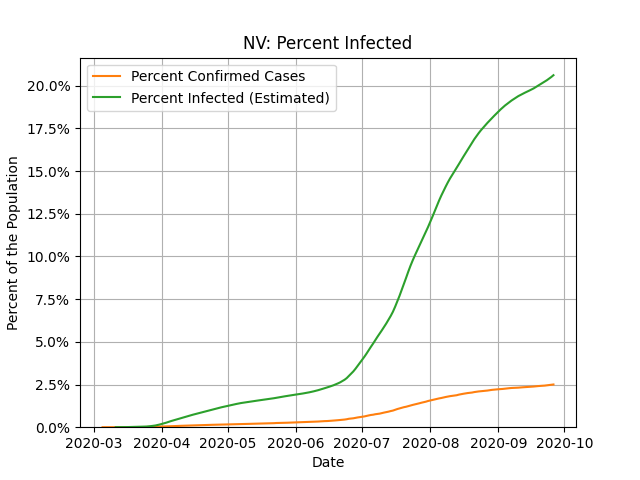 NV: Percent Infected
Percent Confirmed Cases
Percent Infected (Estimated)
20.0%
17.5%
15.0%
12.5%
10.0%
7.5%
5.0%
2.5%
0.0%
Percent of the Population
2020-03 2020-04 2020-05 2020-06 2020-07 2020-08 2020-09 2020-10
Date